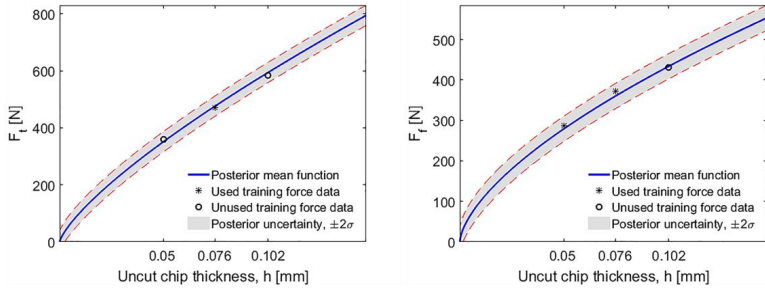 800
600
400
200
0
F_t [N]
Posterior mean function
Used training force data
Unused training force data
Posterior uncertainty, ±2σ
0.05 0.076 0.102
Uncut chip thickness, h [mm]
500
400
300
200
100
0
F_f [N]
Posterior mean function
Used training force data
Unused training force data
Posterior uncertainty, ±2σ
0.05 0.076 0.102
Uncut chip thickness, h [mm]